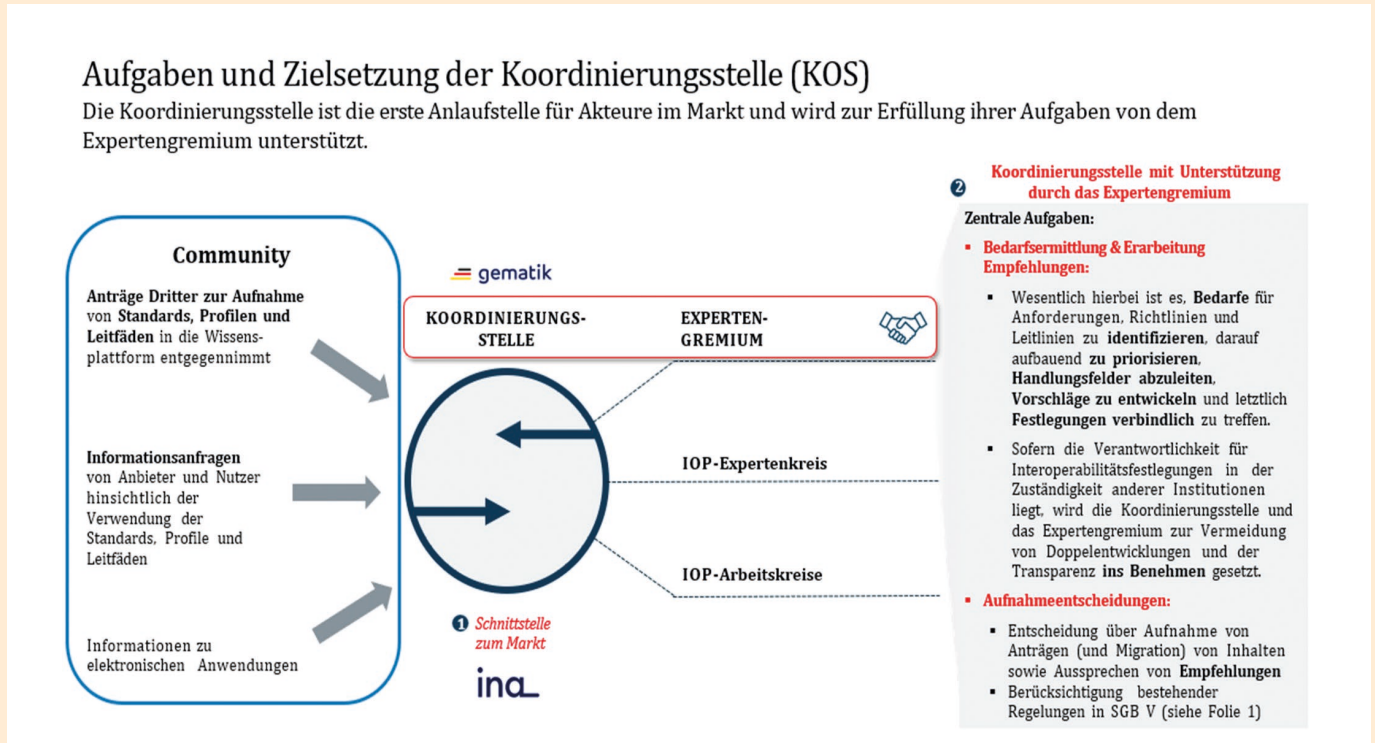 Aufgaben und Zielsetzung der Koordinierungsstelle (KOS)
Die Koordinierungsstelle ist die erste Anlaufstelle für Akteure im Markt und wird zur Erfüllung ihrer Aufgaben von dem
Expertengremium unterstützt.
Community
Anträge Dritter zur Aufnahme
von Standards, Profilen und
Leitfäden in die Wissens-
plattform entgegennimmt
Informationsanfragen
von Anbieter und Nutzer
hinsichtlich der
Verwendung der
Standards, Profile und
Leitfäden
Informationen zu
elektronischen Anwendungen
gematik
KOORDINIERUNGS-
STELLE
EXPERTEN-
GREMIUM
IOP-Expertenkreis
IOP-Arbeitskreise
1 Schnittstelle
zum Markt
ina
2 Koordinierungsstelle mit Unterstützung
durch das Expertengremium
Zentrale Aufgaben:
▪ Bedarfsermittlung & Erarbeitung
Empfehlungen:
▪ Wesentlich hierbei ist es, Bedarfe für
Anforderungen, Richtlinien und
Leitlinien zu identifizieren, darauf
aufbauend zu priorisieren,
Handlungsfelder abzuleiten,
Vorschläge zu entwickeln und letztlich
Festlegungen verbindlich zu treffen.
▪ Sofern die Verantwortlichkeit für
Interoperabilitätsfestlegungen in der
Zuständigkeit anderer Institutionen
liegt, wird die Koordinierungsstelle und
das Expertengremium zur Vermeidung
von Doppelentwicklungen und der
Transparenz ins Benehmen gesetzt.
▪ Aufnahmeentscheidungen:
▪ Entscheidung über Aufnahme von
Anträgen (und Migration) von Inhalten
sowie Aussprechen von Empfehlungen
▪ Berücksichtigung bestehender
Regelungen in SGB V (siehe Folie 1)